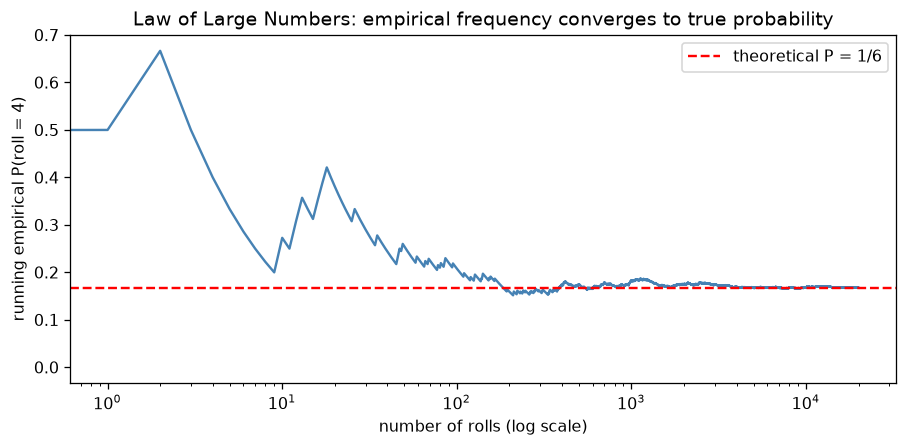 Law of Large Numbers: empirical frequency converges to true probability
running empirical P(roll = 4)
0.7
0.6
0.5
0.4
0.3
0.2
0.1
0.0
theoretical P = 1/6
10⁰ 10¹ 10² 10³ 10⁴
number of rolls (log scale)